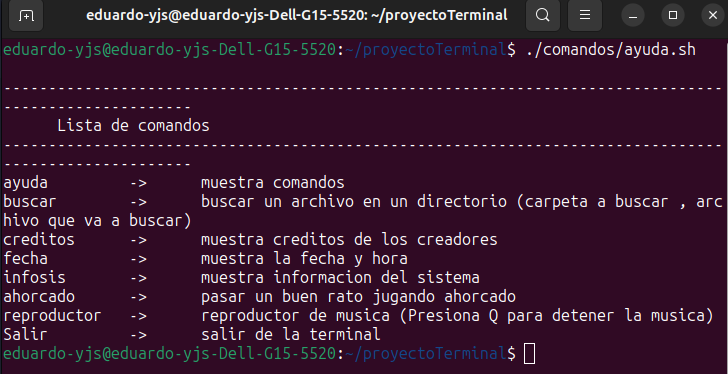 eduardo-yjs@eduardo-yjs-Dell-G15-5520: ~/proyectoTerminal
eduardo-yjs@eduardo-yjs-Dell-G15-5520:~/proyectoTerminal$ ./comandos/ayuda.sh
--------------------------------------------------------------------------------
---------------------
Lista de comandos
--------------------------------------------------------------------------------
---------------------
ayuda -> muestra comandos
buscar -> buscar un archivo en un directorio (carpeta a buscar , arc
hivo que va a buscar)
creditos -> muestra creditos de los creadores
fecha -> muestra la fecha y hora
infosis -> muestra informacion del sistema
ahorcado -> pasar un buen rato jugando ahorcado
reproductor -> reproductor de musica (Presiona Q para detener la musica)
Salir -> salir de la terminal
eduardo-yjs@eduardo-yjs-Dell-G15-5520:~/proyectoTerminal$